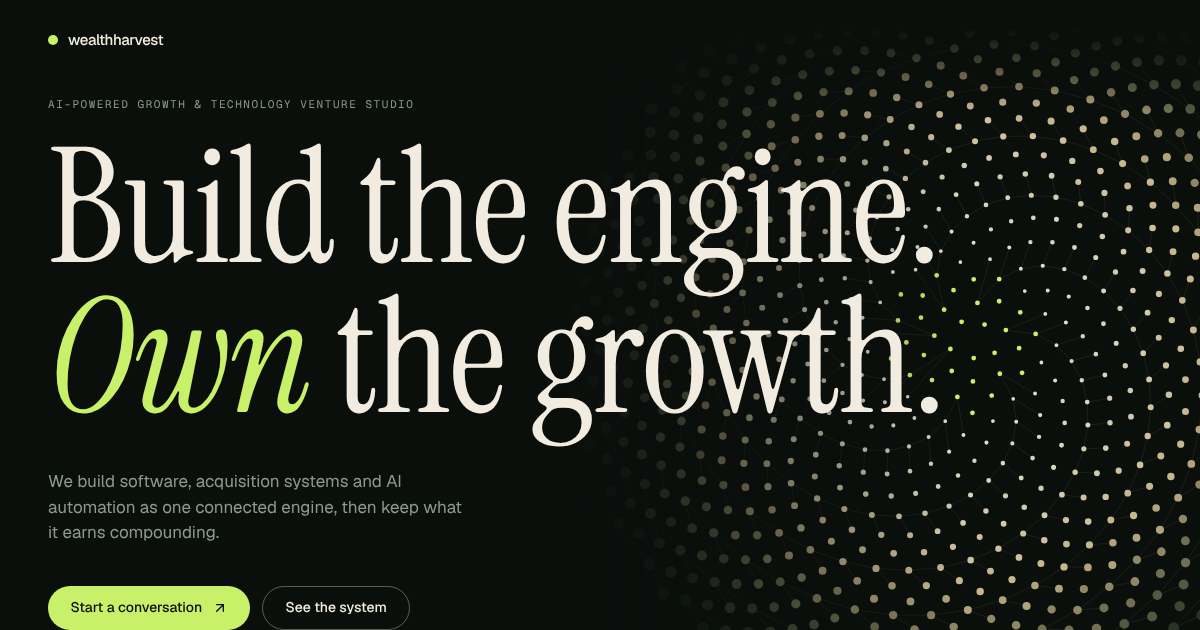 wealthharvest
AI-POWERED GROWTH & TECHNOLOGY VENTURE STUDIO
Build the engine.
Own the growth.
We build software, acquisition systems and AI
automation as one connected engine, then keep what
it earns compounding.
Start a conversation
See the system